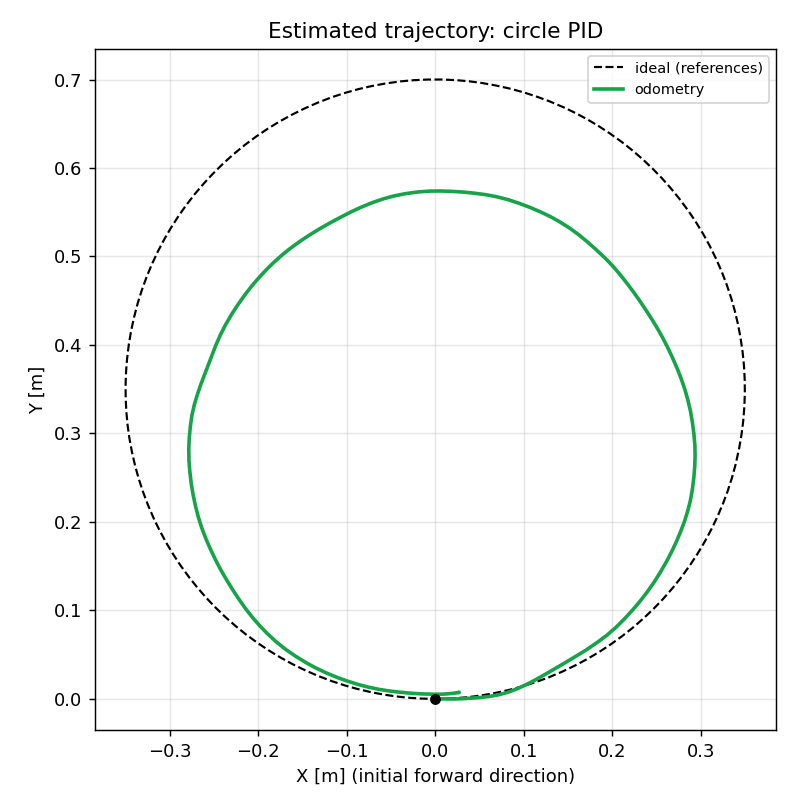 Estimated trajectory: circle PID
ideal (references)
odometry
0.7
0.6
0.5
0.4
0.3
0.2
0.1
0.0
Y [m]
−0.3 −0.2 −0.1 0.0 0.1 0.2 0.3
X [m] (initial forward direction)